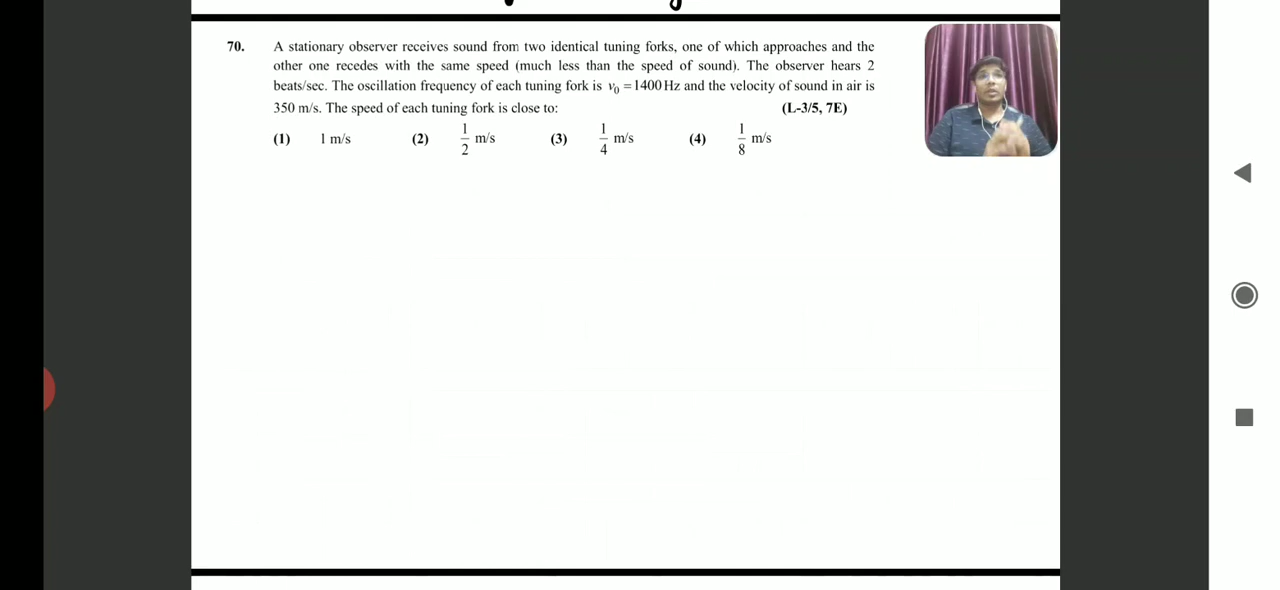 70. A stationary observer receives sound from two identical tuning forks, one of which approaches and the
other one recedes with the same speed (much less than the speed of sound). The observer hears 2
beats/sec. The oscillation frequency of each tuning fork is ν₀ = 1400 Hz and the velocity of sound in air is
350 m/s. The speed of each tuning fork is close to: (L-3/5, 7E)
(1) 1 m/s (2) 1/2 m/s (3) 1/4 m/s (4) 1/8 m/s